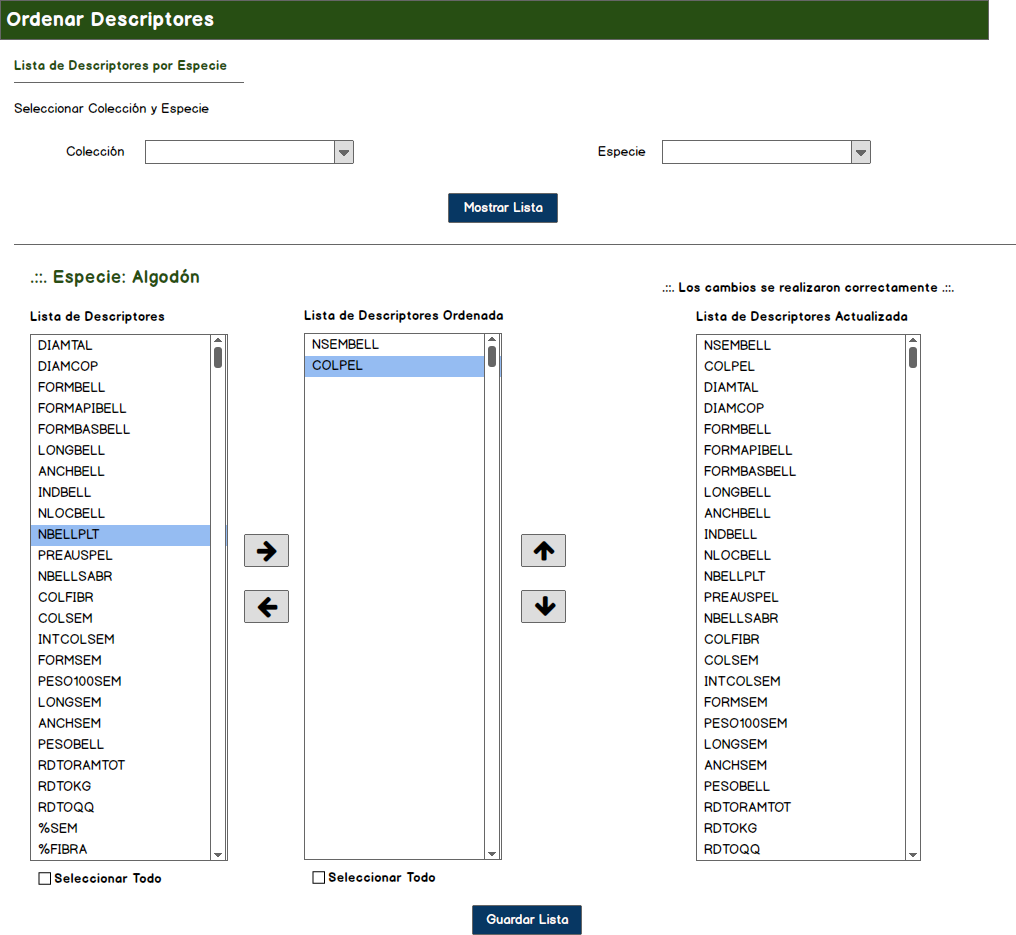 Ordenar Descriptores
Lista de Descriptores por Especie
Seleccionar Colección y Especie
Colección
Especie
Mostrar Lista
.::. Especie: Algodón
.::. Los cambios se realizaron correctamente .::.
Lista de Descriptores
DIAMTAL
DIAMCOP
FORMBELL
FORMAPIBELL
FORMBASBELL
LONGBELL
ANCHBELL
INDBELL
NLOCBELL
NBELLPLT
PREAUSPEL
NBELLSABR
COLFIBR
COLSEM
INTCOLSEM
FORMSEM
PESO100SEM
LONGSEM
ANCHSEM
PESOBELL
RDTORAMTOT
RDTOKG
RDTOQQ
%SEM
%FIBRA
Seleccionar Todo
Lista de Descriptores Ordenada
NSEMBELL
COLPEL
Seleccionar Todo
Lista de Descriptores Actualizada
NSEMBELL
COLPEL
DIAMTAL
DIAMCOP
FORMBELL
FORMAPIBELL
FORMBASBELL
LONGBELL
ANCHBELL
INDBELL
NLOCBELL
NBELLPLT
PREAUSPEL
NBELLSABR
COLFIBR
COLSEM
INTCOLSEM
FORMSEM
PESO100SEM
LONGSEM
ANCHSEM
PESOBELL
RDTORAMTOT
RDTOKG
RDTOQQ
Guardar Lista